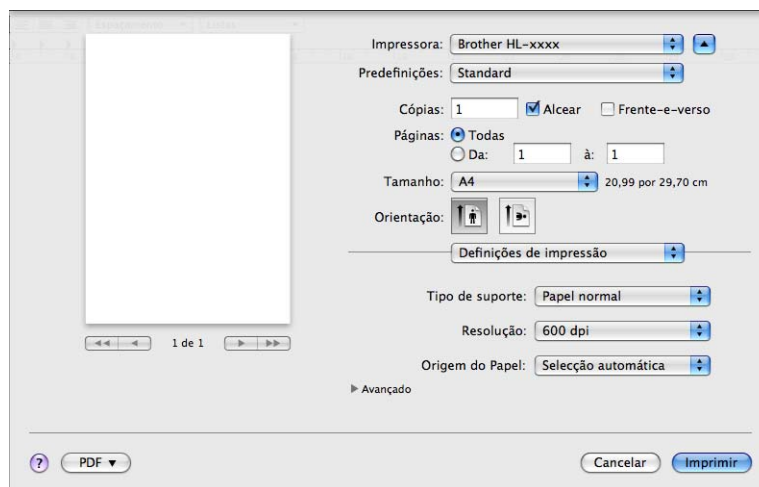 Impressora: Brother HL-xxxx
Predefinições: Standard
Cópias: 1 Alcear Frente-e-verso
Páginas: Todas
Da: 1 à: 1
Tamanho: A4 20,99 por 29,70 cm
Orientação:
Definições de impressão
Tipo de suporte: Papel normal
Resolução: 600 dpi
Origem do Papel: Selecção automática
Avançado
1 de 1
? PDF Cancelar Imprimir